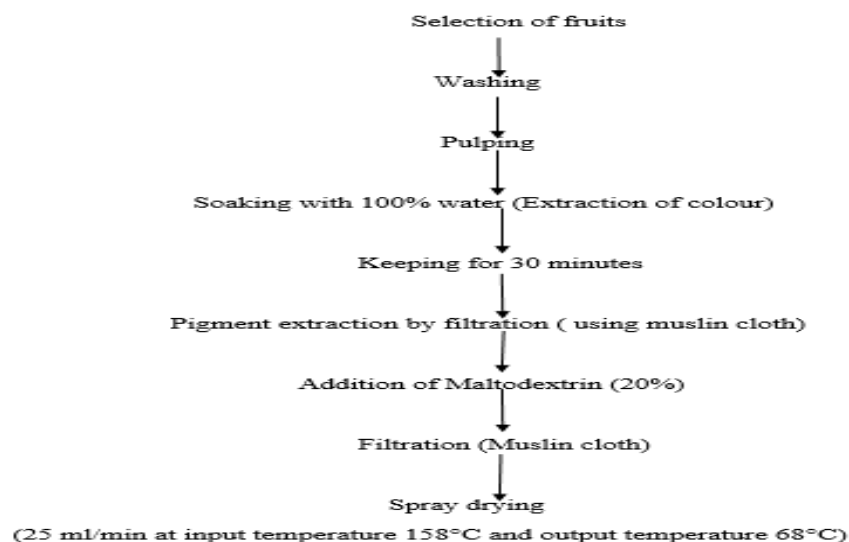 Selection of fruits
Washing
Pulping
Soaking with 100% water (Extraction of colour)
Keeping for 30 minutes
Pigment extraction by filtration ( using muslin cloth)
Addition of Maltodextrin (20%)
Filtration (Muslin cloth)
Spray drying
(25 ml/min at input temperature 158°C and output temperature 68°C)